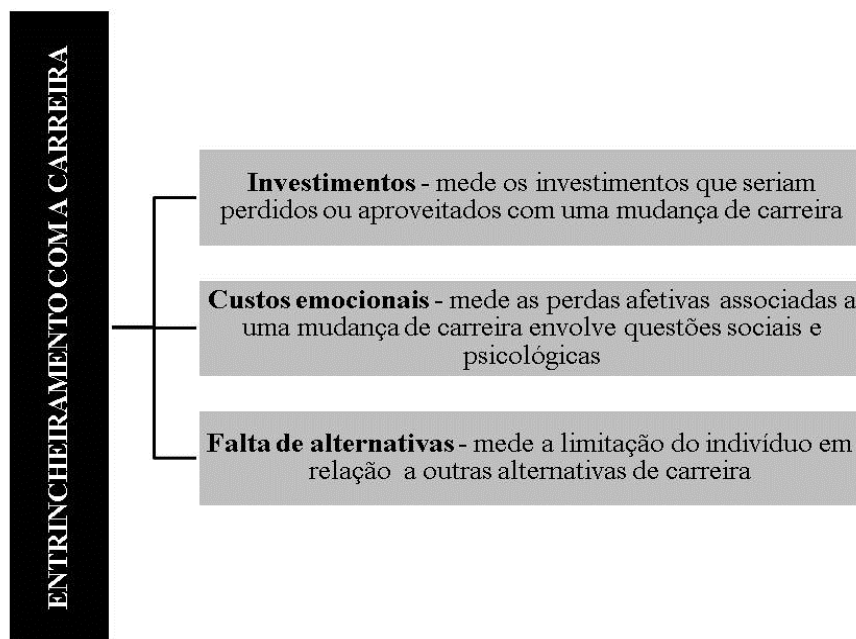 ENTRINCHEIRAMENTO COM A CARREIRA
Investimentos - mede os investimentos que seriam
perdidos ou aproveitados com uma mudança de carreira
Custos emocionais - mede as perdas afetivas associadas a
uma mudança de carreira envolve questões sociais e
psicológicas
Falta de alternativas - mede a limitação do indivíduo em
relação a outras alternativas de carreira